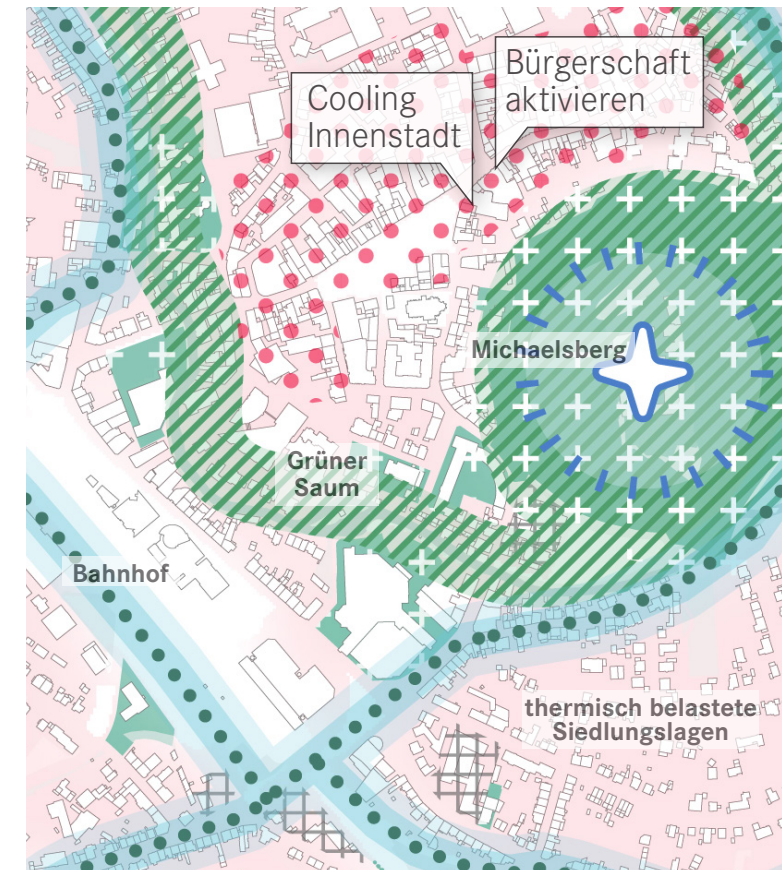 Bürgerschaft
aktivieren
Cooling
Innenstadt
Michaelsberg
Grüner
Saum
Bahnhof
thermisch belastete
Siedlungslagen